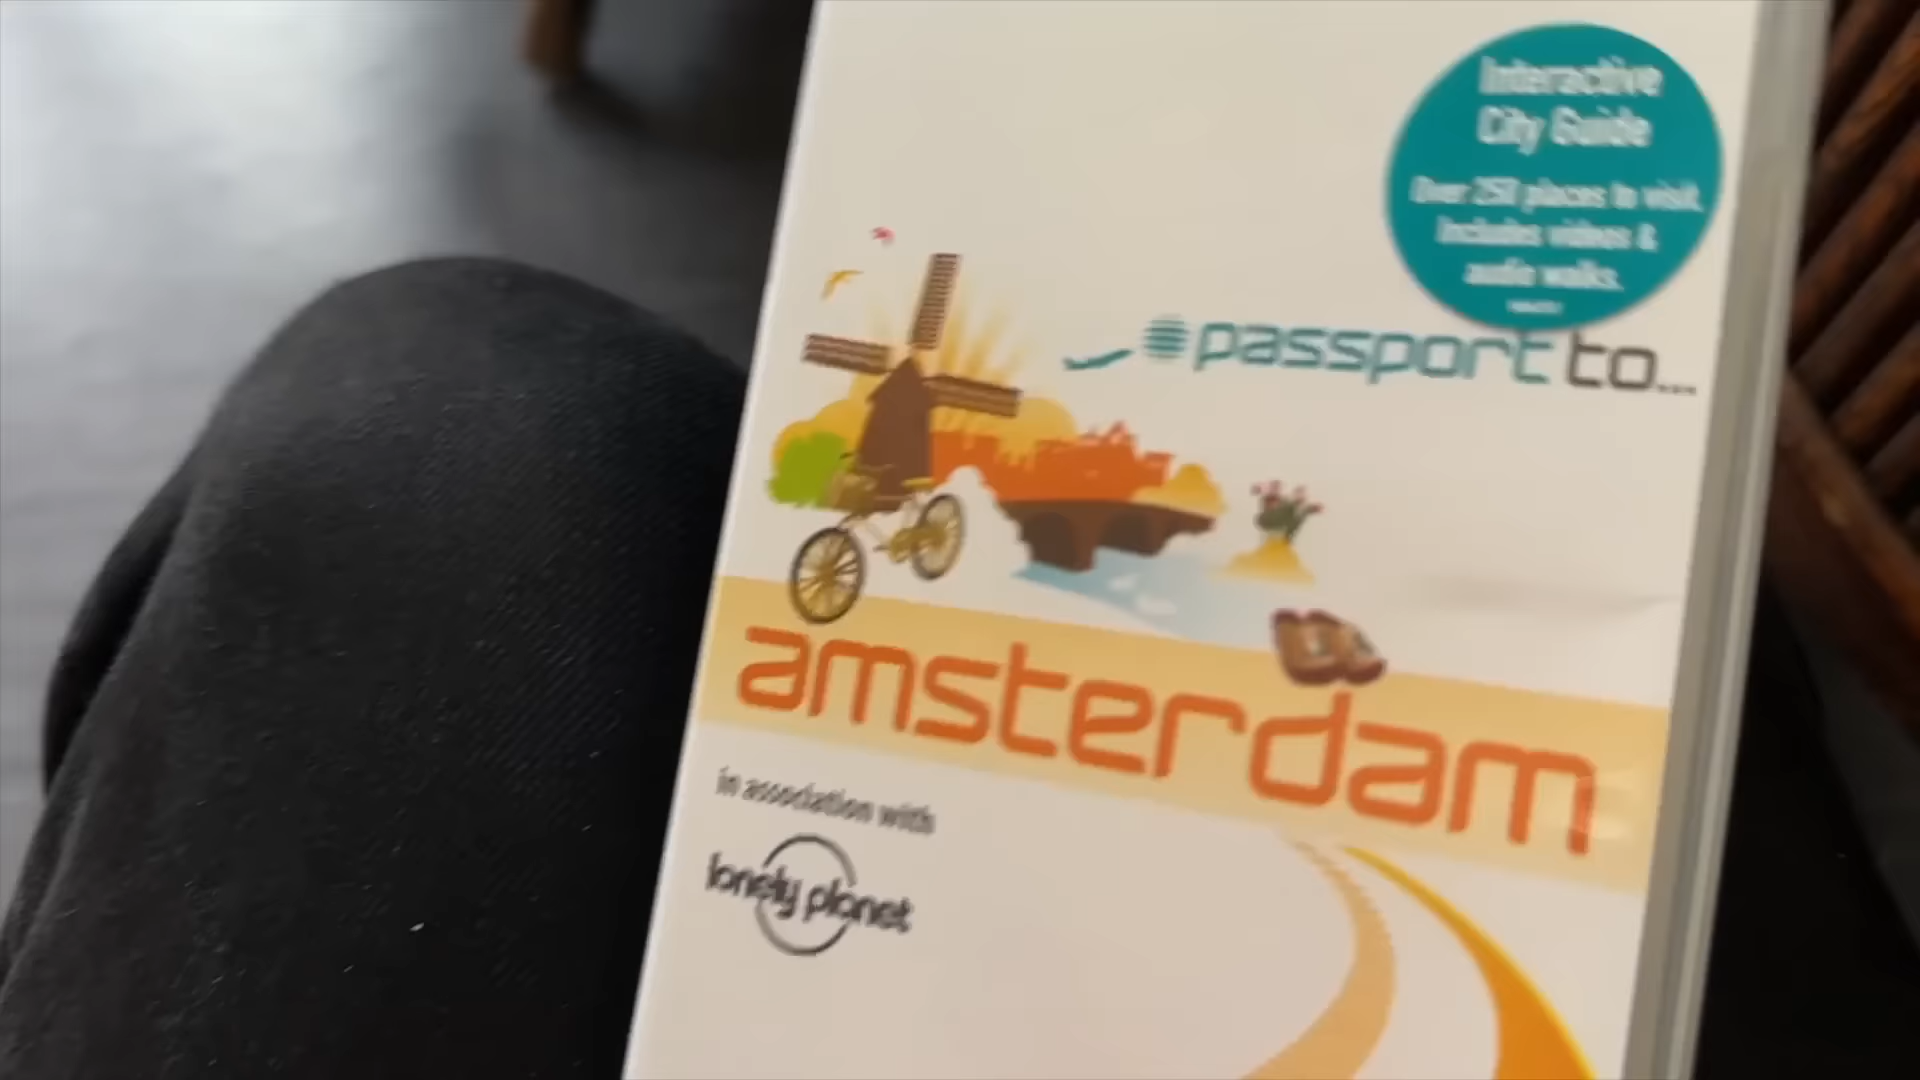 Interactive
City Guide
Over 250 places to visit.
Includes videos &
audio walks.
passport to...
amsterdam
in association with
lonely planet